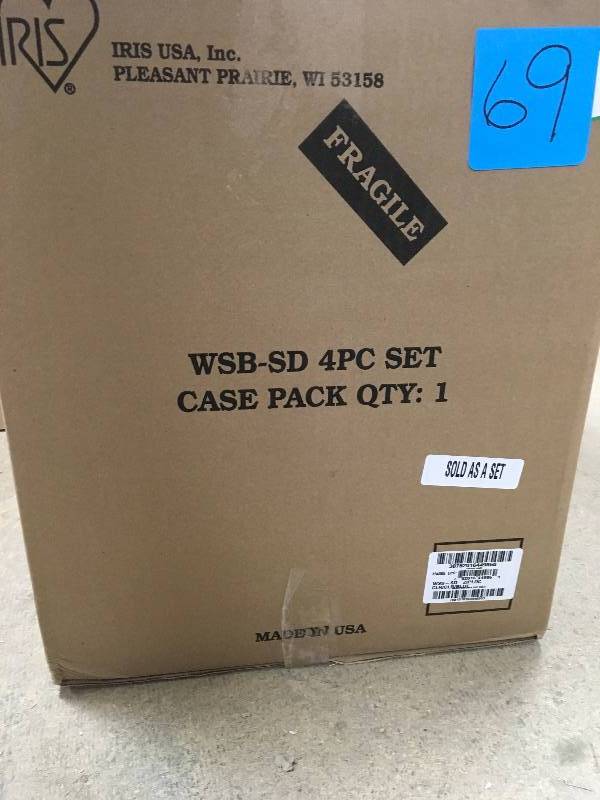 IRIS
®
IRIS USA, Inc.
PLEASANT PRAIRIE, WI 53158
69
FRAGILE
WSB-SD 4PC SET
CASE PACK QTY: 1
SOLD AS A SET
MADE IN USA